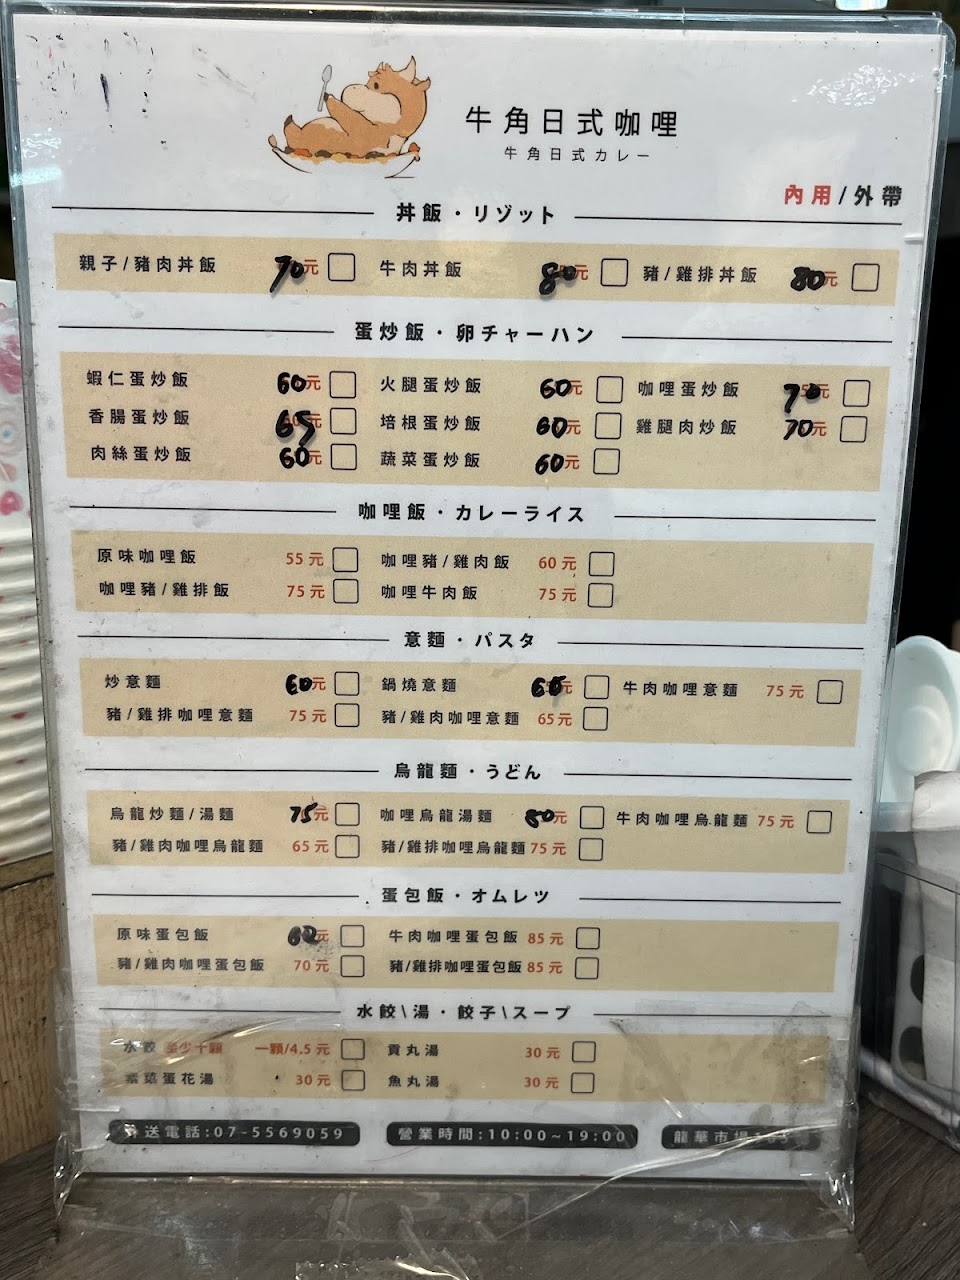 牛角日式咖哩
牛角日式カレー
內用/外帶
丼飯・リゾット
親子/豬肉丼飯 70元 牛肉丼飯 80元 豬/雞排丼飯 80元
蛋炒飯・卵チャーハン
蝦仁蛋炒飯 60元 火腿蛋炒飯 60元 咖哩蛋炒飯 70元
香腸蛋炒飯 65元 培根蛋炒飯 60元 雞腿肉炒飯 70元
肉絲蛋炒飯 60元 蔬菜蛋炒飯 60元
咖哩飯・カレーライス
原味咖哩飯 55元 咖哩豬/雞肉飯 60元
咖哩豬/雞排飯 75元 咖哩牛肉飯 75元
意麵・パスタ
炒意麵 60元 鍋燒意麵 元 牛肉咖哩意麵 75元
豬/雞排咖哩意麵 75元 豬/雞肉咖哩意麵 65元
烏龍麵・うどん
烏龍炒麵/湯麵 75元 咖哩烏龍湯麵 80元 牛肉咖哩烏龍麵 75元
豬/雞肉咖哩烏龍麵 65元 豬/雞排咖哩烏龍麵 75元
蛋包飯・オムレツ
原味蛋包飯 60元 牛肉咖哩蛋包飯 85元
豬/雞肉咖哩蛋包飯 70元 豬/雞排咖哩蛋包飯 85元
水餃\湯・餃子\スープ
水餃 至少十顆 一顆/4.5元 貢丸湯 30元
紫菜蛋花湯 30元 魚丸湯 30元
外送電話:07-5569059 營業時間:10:00~19:00 龍華市場